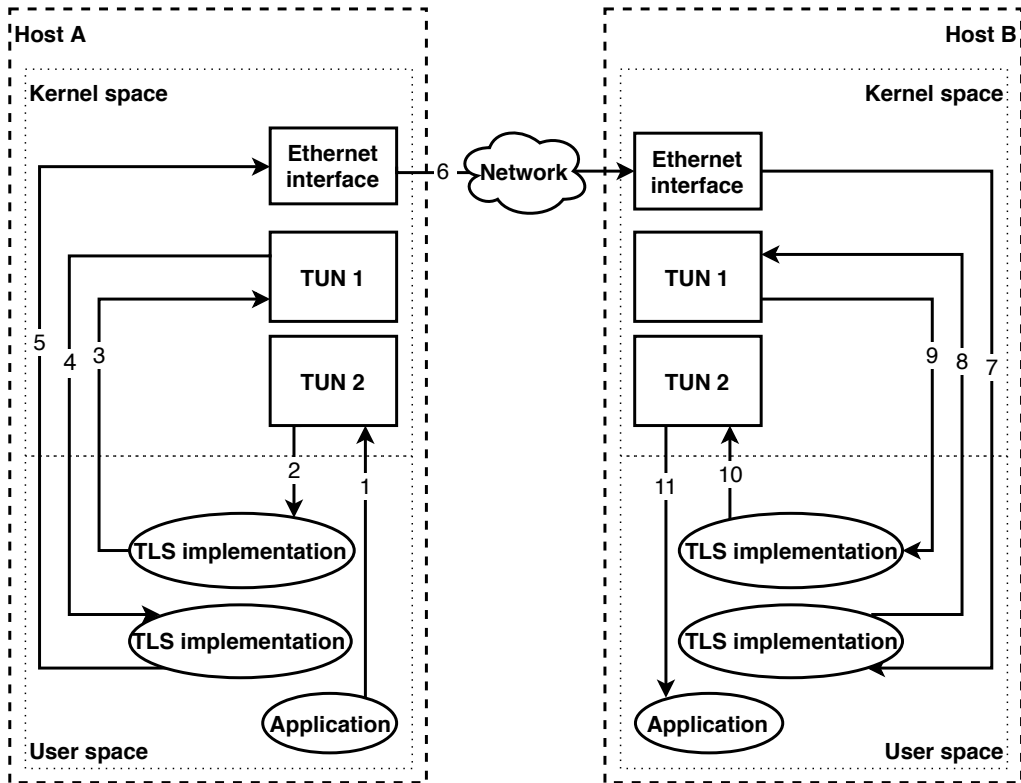 Host A
Kernel space
Ethernet
interface
TUN 1
TUN 2
5
4
3
2
1
TLS implementation
TLS implementation
Application
User space
6
Network
Host B
Kernel space
Ethernet
interface
TUN 1
TUN 2
9
8
7
11
10
TLS implementation
TLS implementation
Application
User space